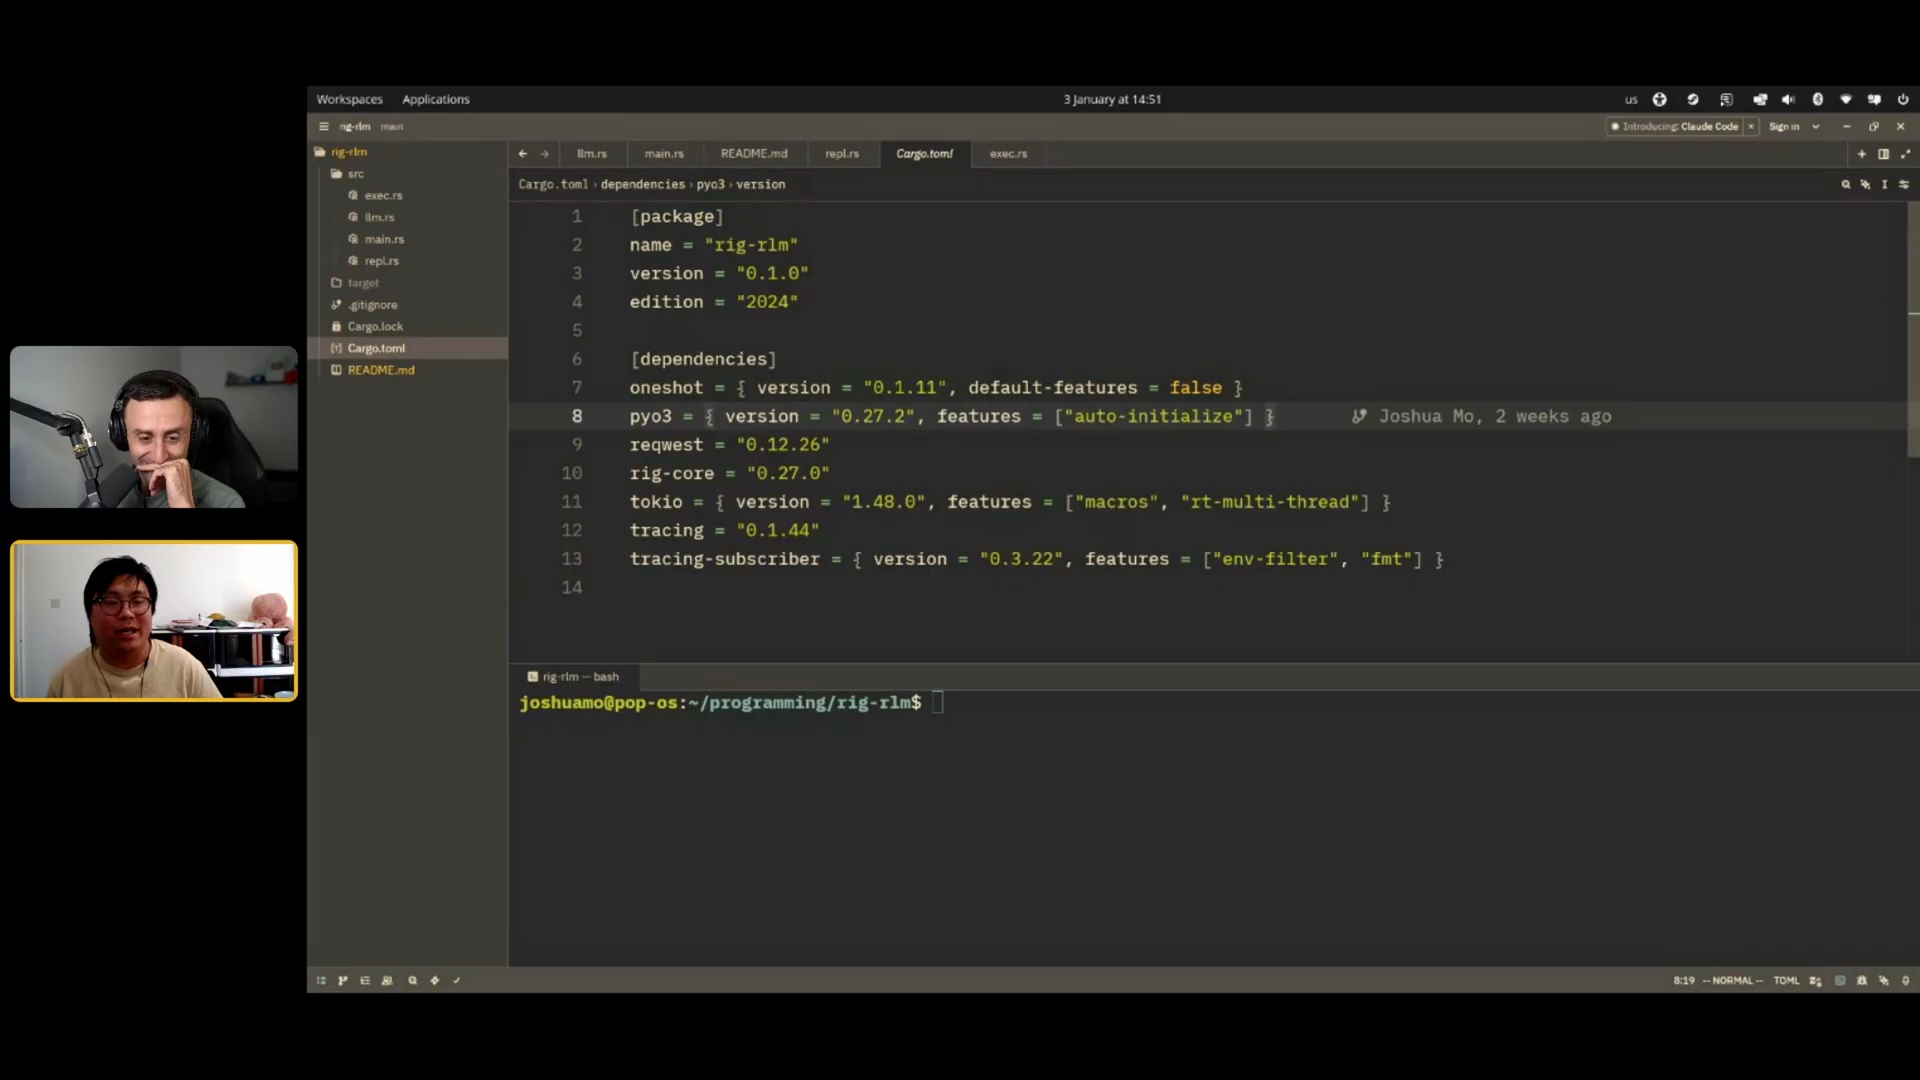 Workspaces Applications 3 January at 14:51 us
rig-rlm main Introducing: Claude Code × Sign in
rig-rlm
src
exec.rs
llm.rs
main.rs
repl.rs
target
.gitignore
Cargo.lock
Cargo.toml
README.md
llm.rs main.rs README.md repl.rs Cargo.toml exec.rs
Cargo.toml › dependencies › pyo3 › version
1 [package]
2 name = "rig-rlm"
3 version = "0.1.0"
4 edition = "2024"
5
6 [dependencies]
7 oneshot = { version = "0.1.11", default-features = false }
8 pyo3 = { version = "0.27.2", features = ["auto-initialize"] } Joshua Mo, 2 weeks ago
9 reqwest = "0.12.26"
10 rig-core = "0.27.0"
11 tokio = { version = "1.48.0", features = ["macros", "rt-multi-thread"] }
12 tracing = "0.1.44"
13 tracing-subscriber = { version = "0.3.22", features = ["env-filter", "fmt"] }
14
rig-rlm — bash
joshuamo@pop-os:~/programming/rig-rlm$
8:19 -- NORMAL -- TOML